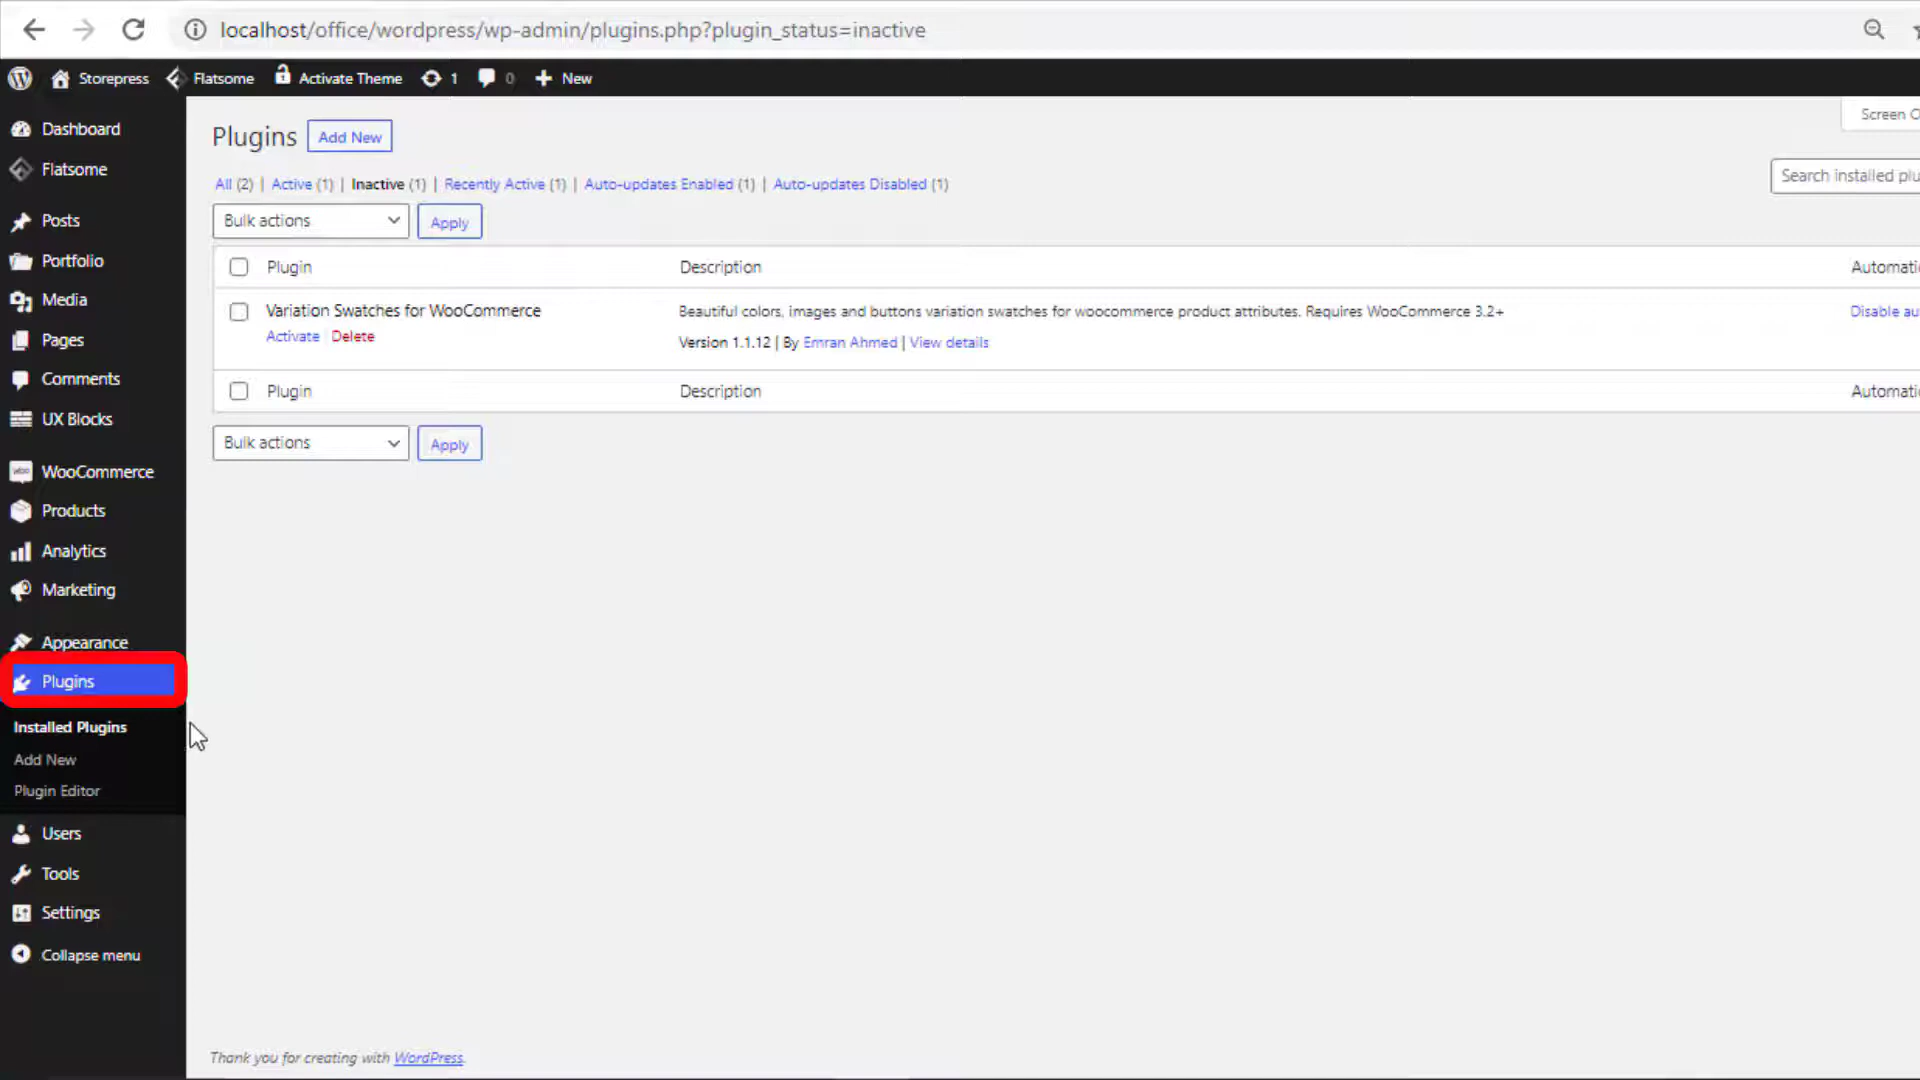 localhost/office/wordpress/wp-admin/plugins.php?plugin_status=inactive
Storepress Flatsome Activate Theme 1 0 New
Screen O
Dashboard
Flatsome
Posts
Portfolio
Media
Pages
Comments
UX Blocks
WooCommerce
Products
Analytics
Marketing
Appearance
Plugins
Installed Plugins
Add New
Plugin Editor
Users
Tools
Settings
Collapse menu
Plugins Add New
All (2) | Active (1) | Inactive (1) | Recently Active (1) | Auto-updates Enabled (1) | Auto-updates Disabled (1)
Search installed plu
Bulk actions Apply
Plugin Description Automati
Variation Swatches for WooCommerce
Activate | Delete
Beautiful colors, images and buttons variation swatches for woocommerce product attributes. Requires WooCommerce 3.2+
Version 1.1.12 | By Emran Ahmed | View details
Disable au
Plugin Description Automati
Bulk actions Apply
Thank you for creating with WordPress.